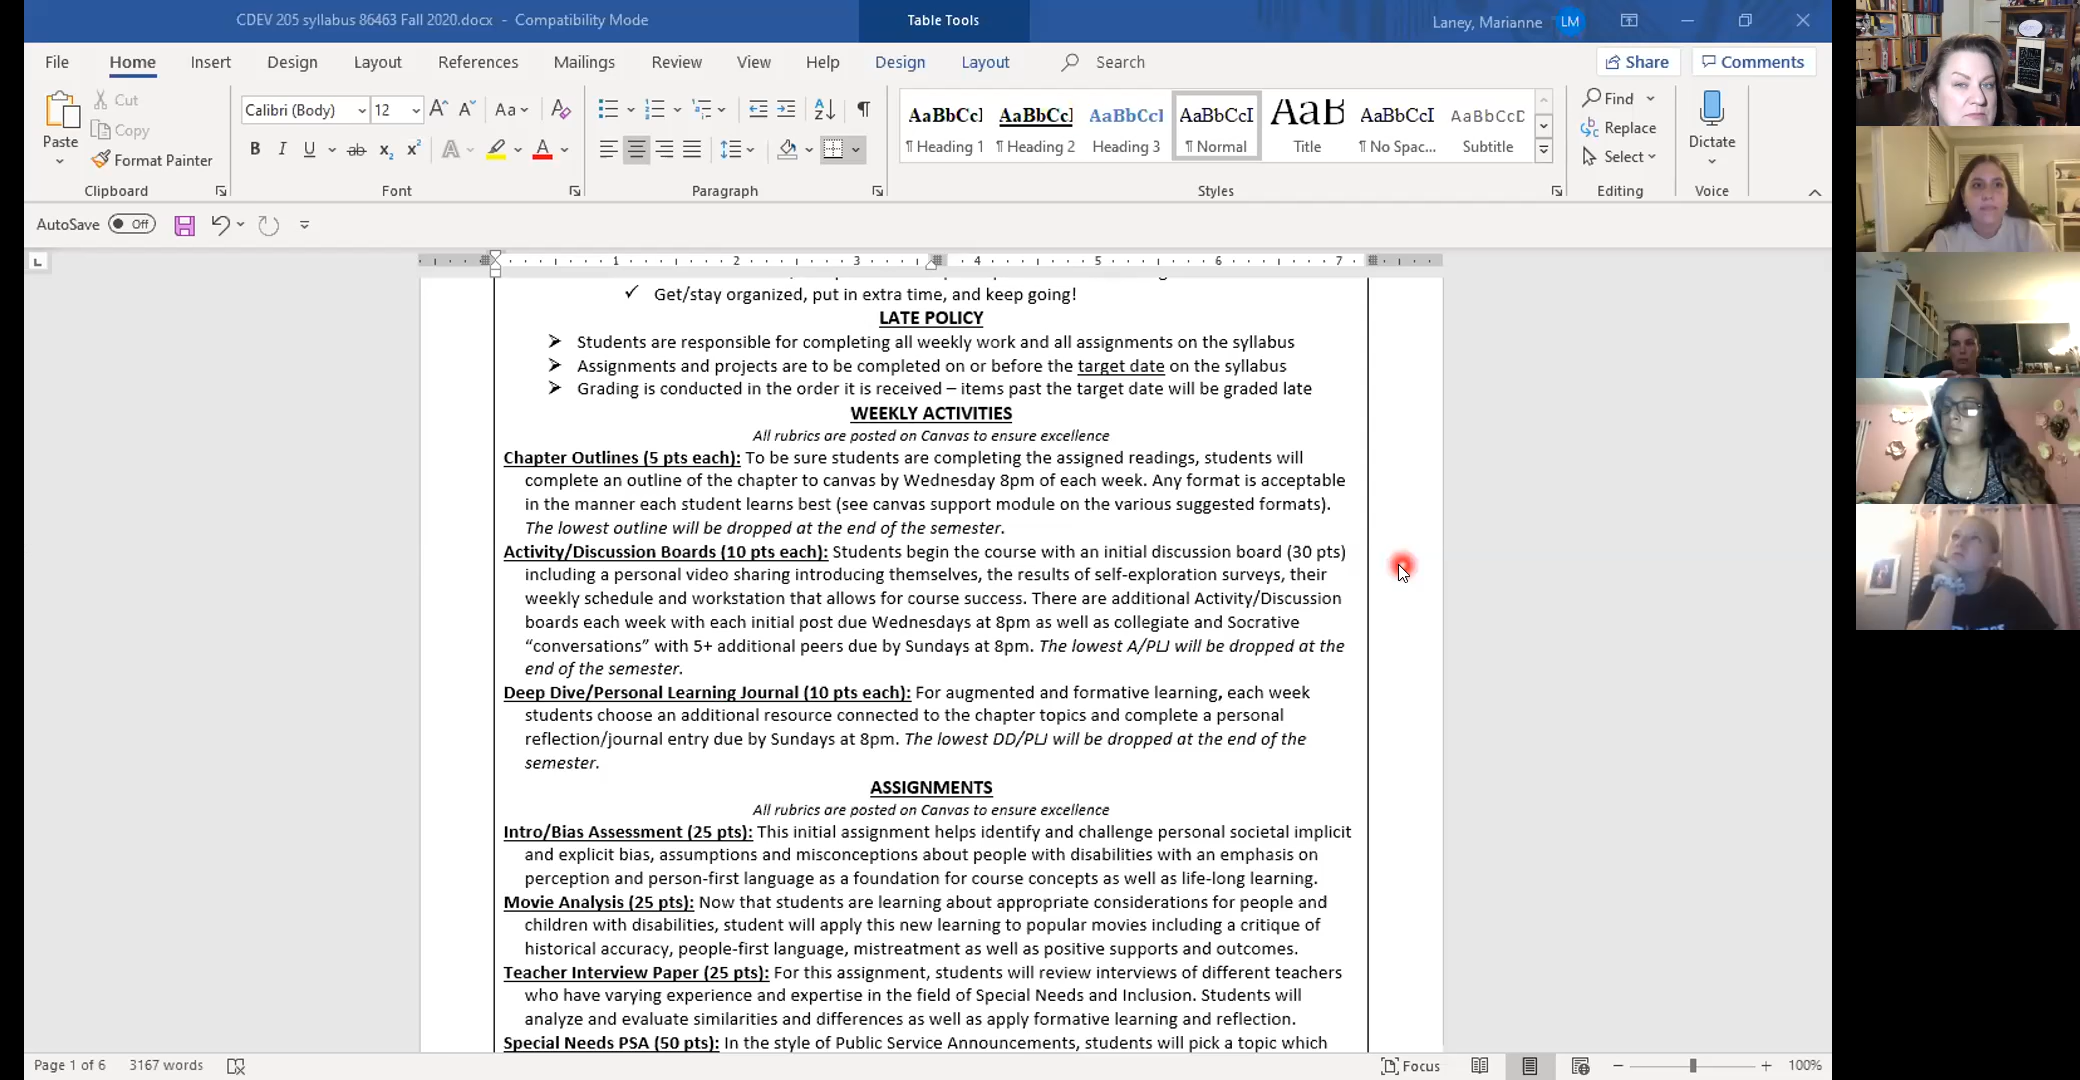 CDEV 205 syllabus 86463 Fall 2020.docx - Compatibility Mode
Table Tools
Laney, Marianne LM
File Home Insert Design Layout References Mailings Review View Help Design Layout Search
Share Comments
Calibri (Body) 12
Paste
Cut
Copy
Format Painter
Clipboard
Font
Paragraph
AaBbCcI AaBbCcI AaBbCcI AaBbCcI AaB AaBbCcI AaBbCcD
¶ Heading 1 ¶ Heading 2 Heading 3 ¶ Normal Title ¶ No Spac... Subtitle
Styles
Find
Replace
Select
Editing
Dictate
Voice
AutoSave Off
1 2 3 4 5 6 7
✓ Get/stay organized, put in extra time, and keep going!
LATE POLICY
➢ Students are responsible for completing all weekly work and all assignments on the syllabus
➢ Assignments and projects are to be completed on or before the target date on the syllabus
➢ Grading is conducted in the order it is received – items past the target date will be graded late
WEEKLY ACTIVITIES
All rubrics are posted on Canvas to ensure excellence
Chapter Outlines (5 pts each): To be sure students are completing the assigned readings, students will
complete an outline of the chapter to canvas by Wednesday 8pm of each week. Any format is acceptable
in the manner each student learns best (see canvas support module on the various suggested formats).
The lowest outline will be dropped at the end of the semester.
Activity/Discussion Boards (10 pts each): Students begin the course with an initial discussion board (30 pts)
including a personal video sharing introducing themselves, the results of self-exploration surveys, their
weekly schedule and workstation that allows for course success. There are additional Activity/Discussion
boards each week with each initial post due Wednesdays at 8pm as well as collegiate and Socrative
“conversations” with 5+ additional peers due by Sundays at 8pm. The lowest A/PLJ will be dropped at the
end of the semester.
Deep Dive/Personal Learning Journal (10 pts each): For augmented and formative learning, each week
students choose an additional resource connected to the chapter topics and complete a personal
reflection/journal entry due by Sundays at 8pm. The lowest DD/PLJ will be dropped at the end of the
semester.
ASSIGNMENTS
All rubrics are posted on Canvas to ensure excellence
Intro/Bias Assessment (25 pts): This initial assignment helps identify and challenge personal societal implicit
and explicit bias, assumptions and misconceptions about people with disabilities with an emphasis on
perception and person-first language as a foundation for course concepts as well as life-long learning.
Movie Analysis (25 pts): Now that students are learning about appropriate considerations for people and
children with disabilities, student will apply this new learning to popular movies including a critique of
historical accuracy, people-first language, mistreatment as well as positive supports and outcomes.
Teacher Interview Paper (25 pts): For this assignment, students will review interviews of different teachers
who have varying experience and expertise in the field of Special Needs and Inclusion. Students will
analyze and evaluate similarities and differences as well as apply formative learning and reflection.
Special Needs PSA (50 pts): In the style of Public Service Announcements, students will pick a topic which
Page 1 of 6 3167 words
Focus
100%